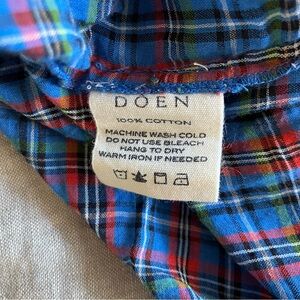 DOEN
100% COTTON
MACHINE WASH COLD
DO NOT USE BLEACH
HANG TO DRY
WARM IRON IF NEEDED